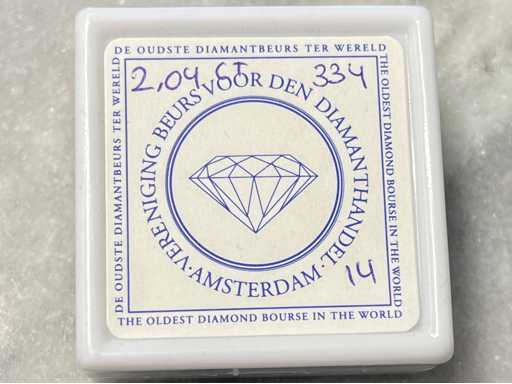 DE OUDSTE DIAMANTBEURS TER WERELD
2,04 CT 334
DE OUDSTE DIAMANTBEURS TER WERELD
THE OLDEST DIAMOND BOURSE IN THE WORLD
VERENIGING BEURS VOOR DEN DIAMANTHANDEL
· AMSTERDAM ·
14
THE OLDEST DIAMOND BOURSE IN THE WORLD